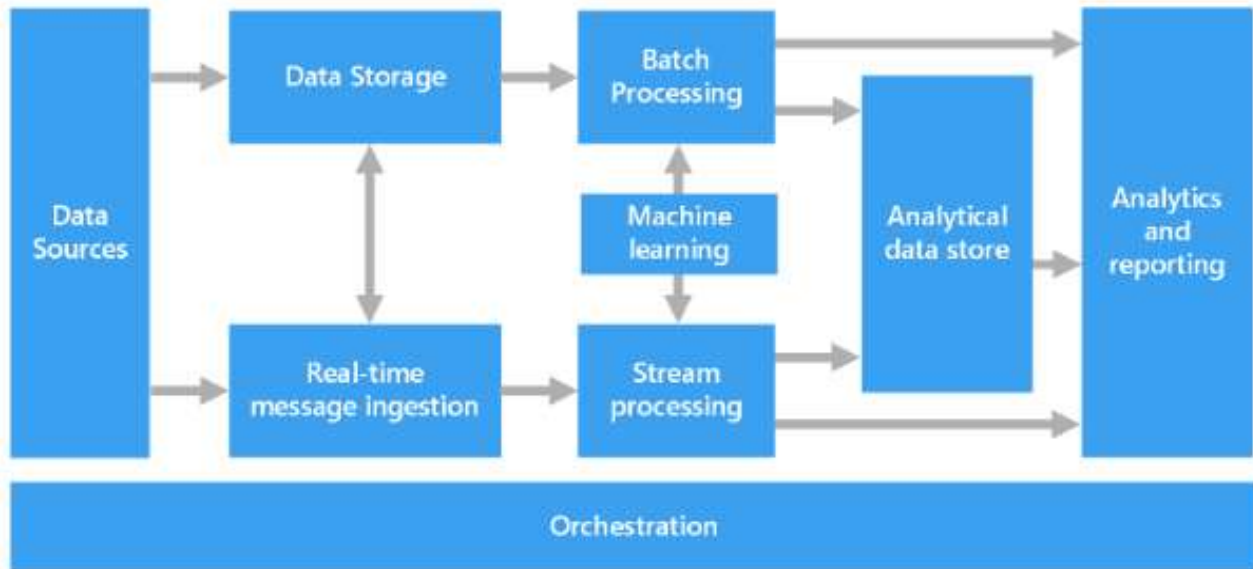 Data
Sources
Data Storage
Real-time
message ingestion
Batch
Processing
Machine
learning
Stream
processing
Analytical
data store
Analytics
and
reporting
Orchestration